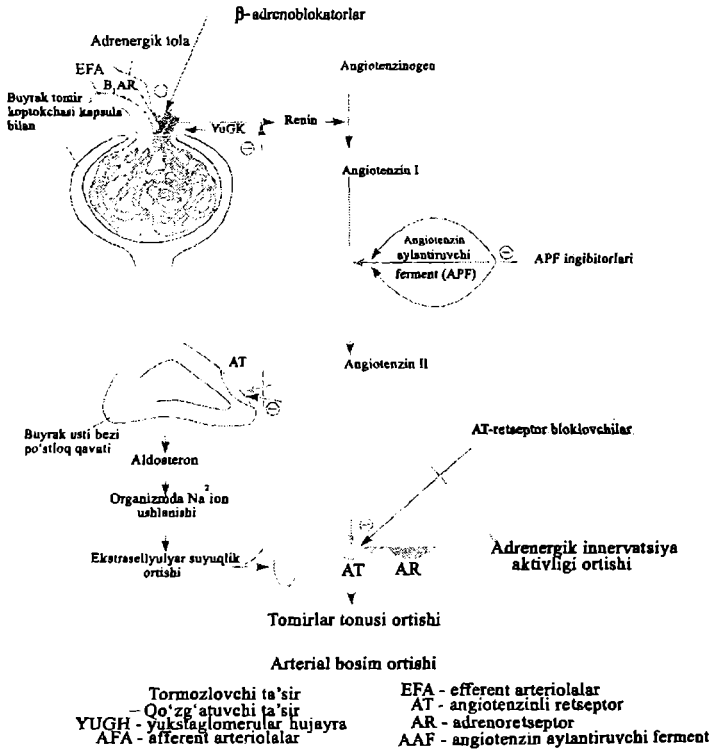 β-adrenoblokatorlar
Adrenergik tola
EFA
B₁AR
Buyrak tomir
koptokchasi kapsula
bilan
YuGK
Renin
Angiotenzinogen
Angiotenzin I
Angiotenzin
aylantiruvchi
ferment (APF)
APF ingibitorlari
Angiotenzin II
AT
Buyrak usti bezi
po‘stloq qavati
Aldosteron
Organizmda Na² ion
ushlanishi
Ekstrasellyulyar suyuqlik
ortishi
AT-retseptor bloklovchilar
AT
AR
Adrenergik innervatsiya
aktivligi ortishi
Tomirlar tonusi ortishi
Arterial bosim ortishi
Tormozlovchi ta’sir
– Qo‘zg‘atuvchi ta’sir
YUGH - yukstaglomerular hujayra
AFA - afferent arteriolalar
EFA - efferent arteriolalar
AT - angiotenzinli retseptor
AR - adrenoretseptor
AAF - angiotenzin aylantiruvchi ferment